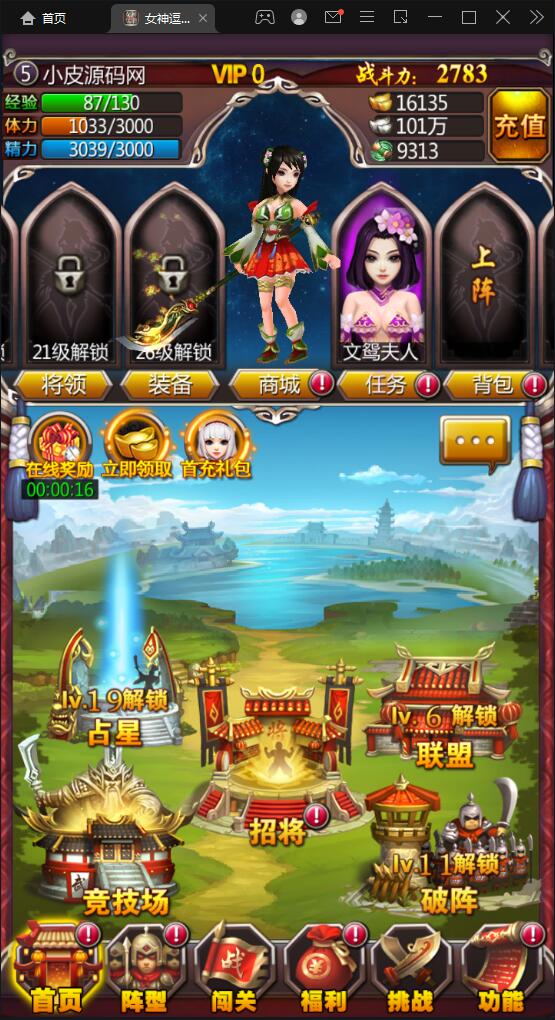 首页
女神逗...
5 小皮源码网
VIP 0
战斗力: 2783
经验 87/130
体力 1033/3000
精力 3039/3000
16135
101万
9313
充值
21级解锁
26级解锁
文鸳夫人
上阵
将领
装备
商城
任务
背包
在线奖励
立即领取
首充礼包
00:00:16
lv.19解锁
占星
lv.6解锁
联盟
招将
竞技场
lv.11解锁
破阵
首页
阵型
闯关
福利
挑战
功能
战